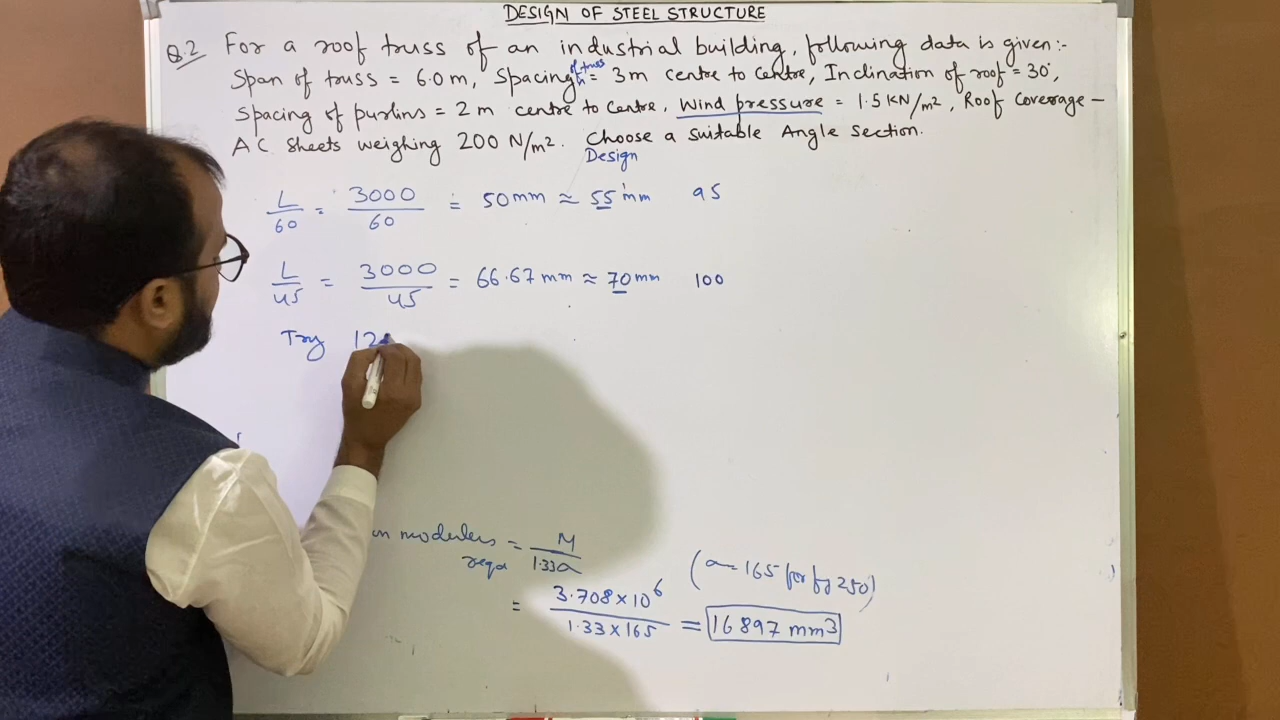 DESIGN OF STEEL STRUCTURE
Q.2 For a roof truss of an industrial building, following data is given:-
Span of truss = 6.0 m, Spacing of truss = 3m centre to centre, Inclination of roof = 30°,
Spacing of purlins = 2 m centre to centre. Wind pressure = 1.5 KN/m², Roof Coverage –
AC Sheets weighing 200 N/m². Choose a suitable Angle section.
Design
L/60 = 3000/60 = 50mm ≈ 55 mm 95
L/45 = 3000/45 = 66.67 mm ≈ 70mm 100
Try 12
modulus reqd = M/1.33σ
(σ = 165 for fy 250)
= 3.708×10⁶/1.33×165 = 16897 mm³